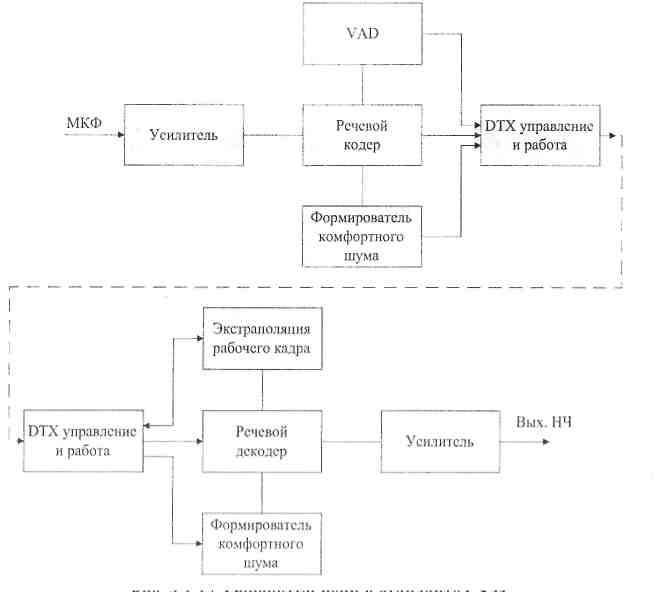 VAD
МКФ
Усилитель
Речевой
кодер
DTX управление
и работа
Формирователь
комфортного
шума
Экстраполяция
рабочего кадра
DTX управление
и работа
Речевой
декодер
Усилитель
Вых. НЧ
Формирователь
комфортного
шума